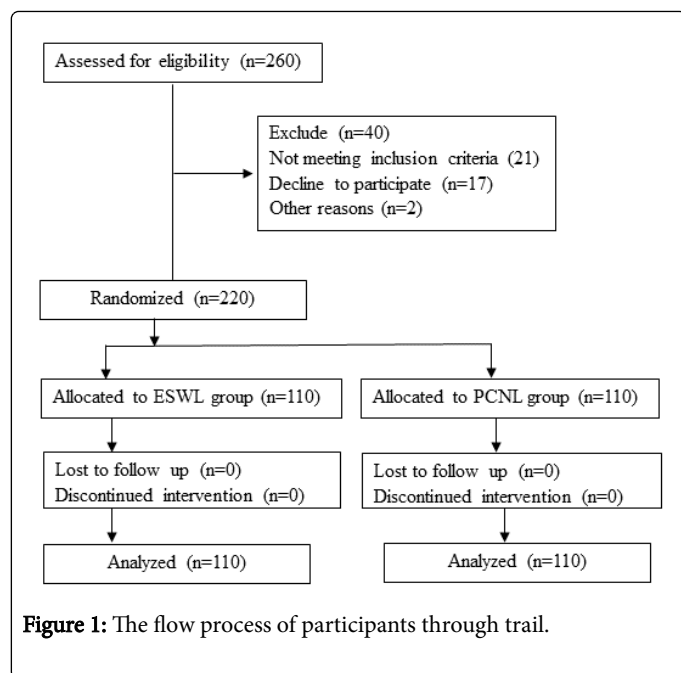 Assessed for eligibility (n=260)
Exclude (n=40)
Not meeting inclusion criteria (21)
Decline to participate (n=17)
Other reasons (n=2)
Randomized (n=220)
Allocated to ESWL group (n=110)
Allocated to PCNL group (n=110)
Lost to follow up (n=0)
Discontinued intervention (n=0)
Lost to follow up (n=0)
Discontinued intervention (n=0)
Analyzed (n=110)
Analyzed (n=110)
Figure 1: The flow process of participants through trail.